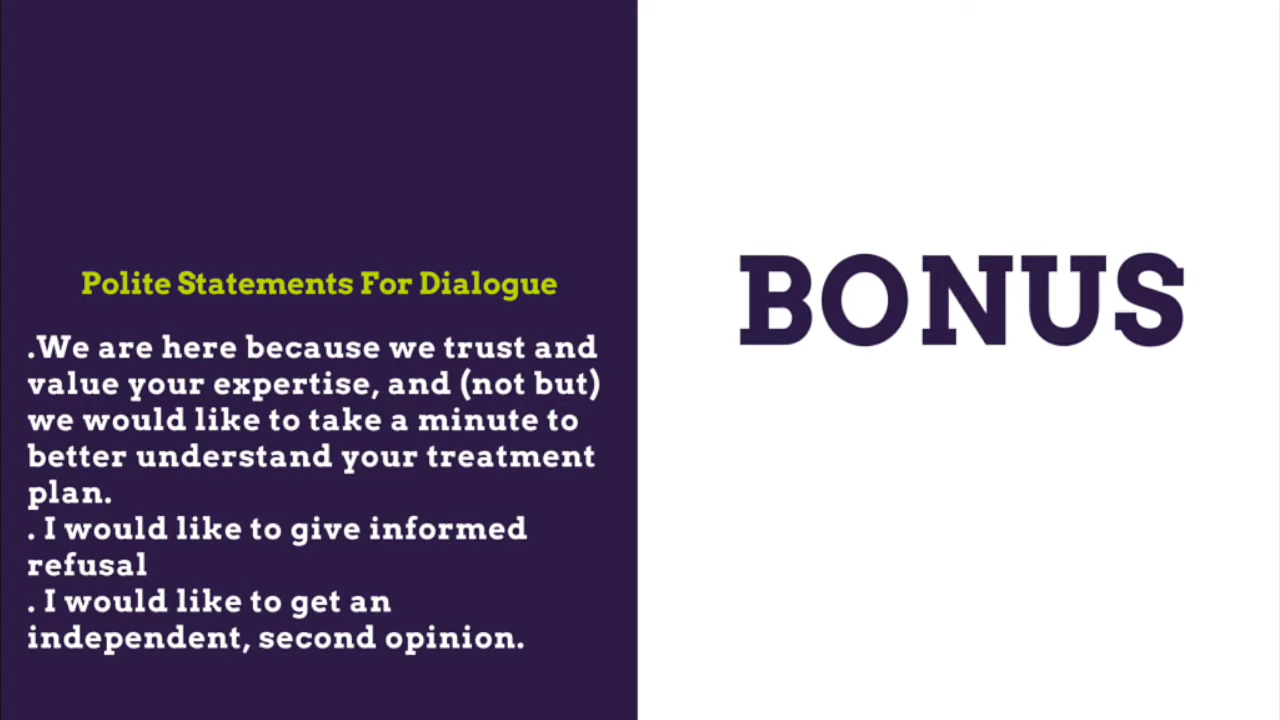 Polite Statements For Dialogue
.We are here because we trust and
value your expertise, and (not but)
we would like to take a minute to
better understand your treatment
plan.
. I would like to give informed
refusal
. I would like to get an
independent, second opinion.
BONUS